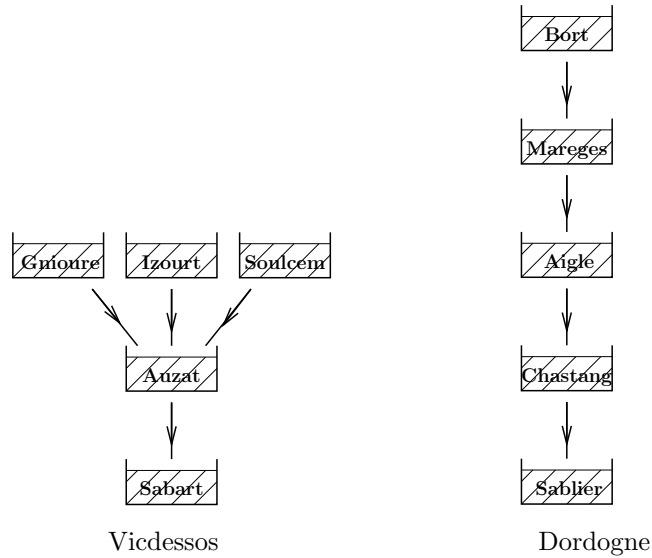 Bort
Mareges
Gnioure Izourt Soulcem Aigle
Auzat Chastang
Sabart Sablier
Vicdessos Dordogne